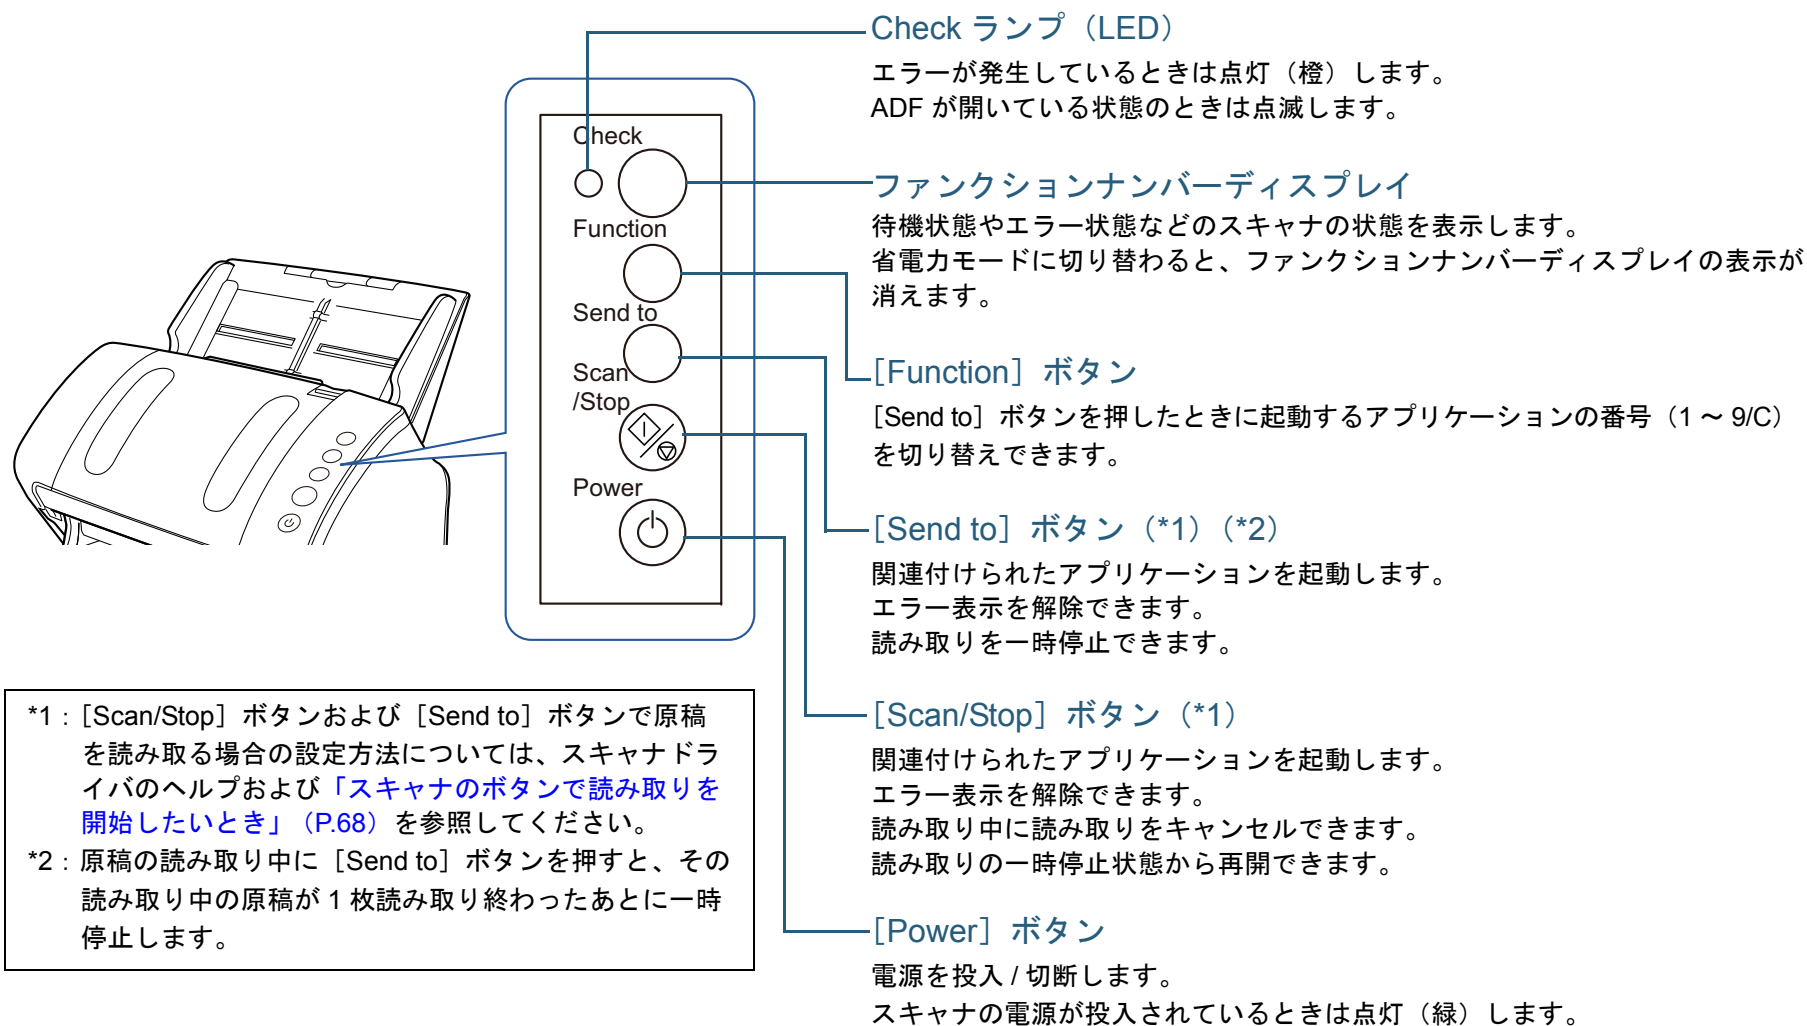 Check ランプ（LED）
エラーが発生しているときは点灯（橙）します。
ADF が開いている状態のときは点滅します。
ファンクションナンバーディスプレイ
待機状態やエラー状態などのスキャナの状態を表示します。
省電力モードに切り替わると、ファンクションナンバーディスプレイの表示が
消えます。
［Function］ボタン
［Send to］ボタンを押したときに起動するアプリケーションの番号（1 ～ 9/C）
を切り替えできます。
［Send to］ボタン（*1）（*2）
関連付けられたアプリケーションを起動します。
エラー表示を解除できます。
読み取りを一時停止できます。
［Scan/Stop］ボタン（*1）
関連付けられたアプリケーションを起動します。
エラー表示を解除できます。
読み取り中に読み取りをキャンセルできます。
読み取りの一時停止状態から再開できます。
［Power］ボタン
電源を投入 / 切断します。
スキャナの電源が投入されているときは点灯（緑）します。
Check
Function
Send to
Scan
/Stop
Power
*1：［Scan/Stop］ボタンおよび［Send to］ボタンで原稿
を読み取る場合の設定方法については、スキャナドラ
イバのヘルプおよび「スキャナのボタンで読み取りを
開始したいとき」（P.68）を参照してください。
*2：原稿の読み取り中に［Send to］ボタンを押すと、その
読み取り中の原稿が 1 枚読み取り終わったあとに一時
停止します。